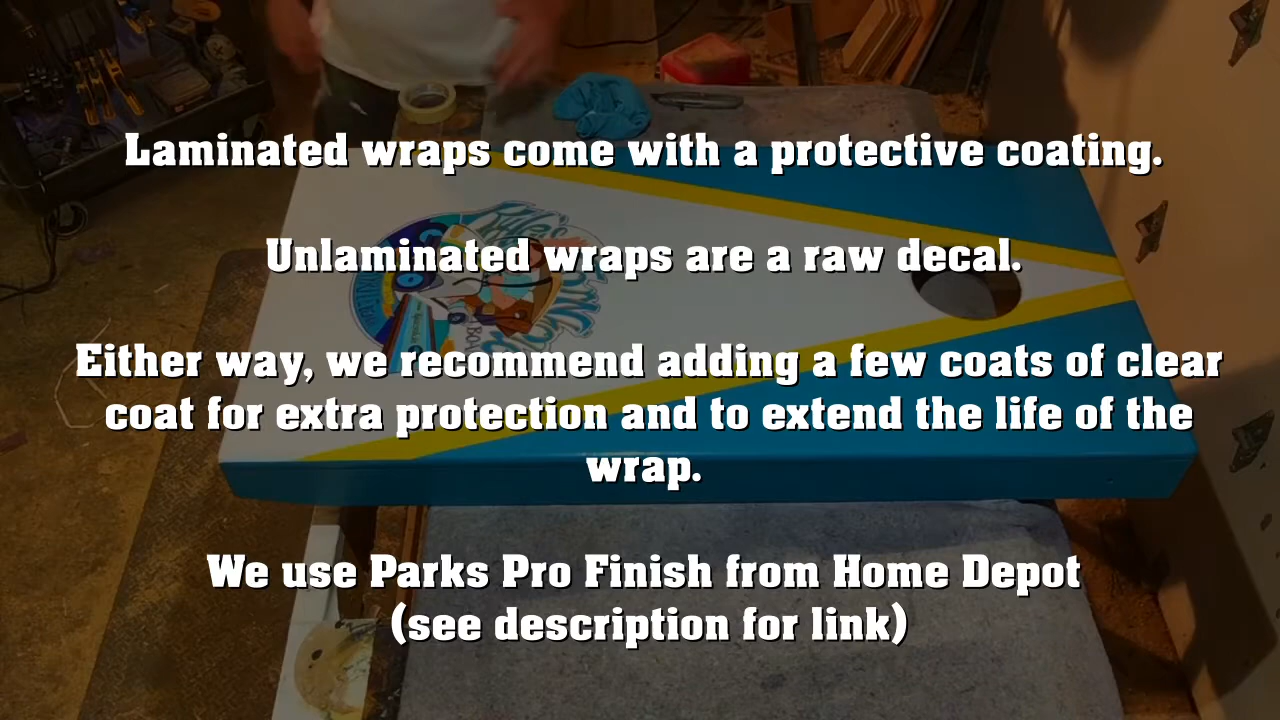 Laminated wraps come with a protective coating.
Unlaminated wraps are a raw decal.
Either way, we recommend adding a few coats of clear
coat for extra protection and to extend the life of the
wrap.
We use Parks Pro Finish from Home Depot
(see description for link)